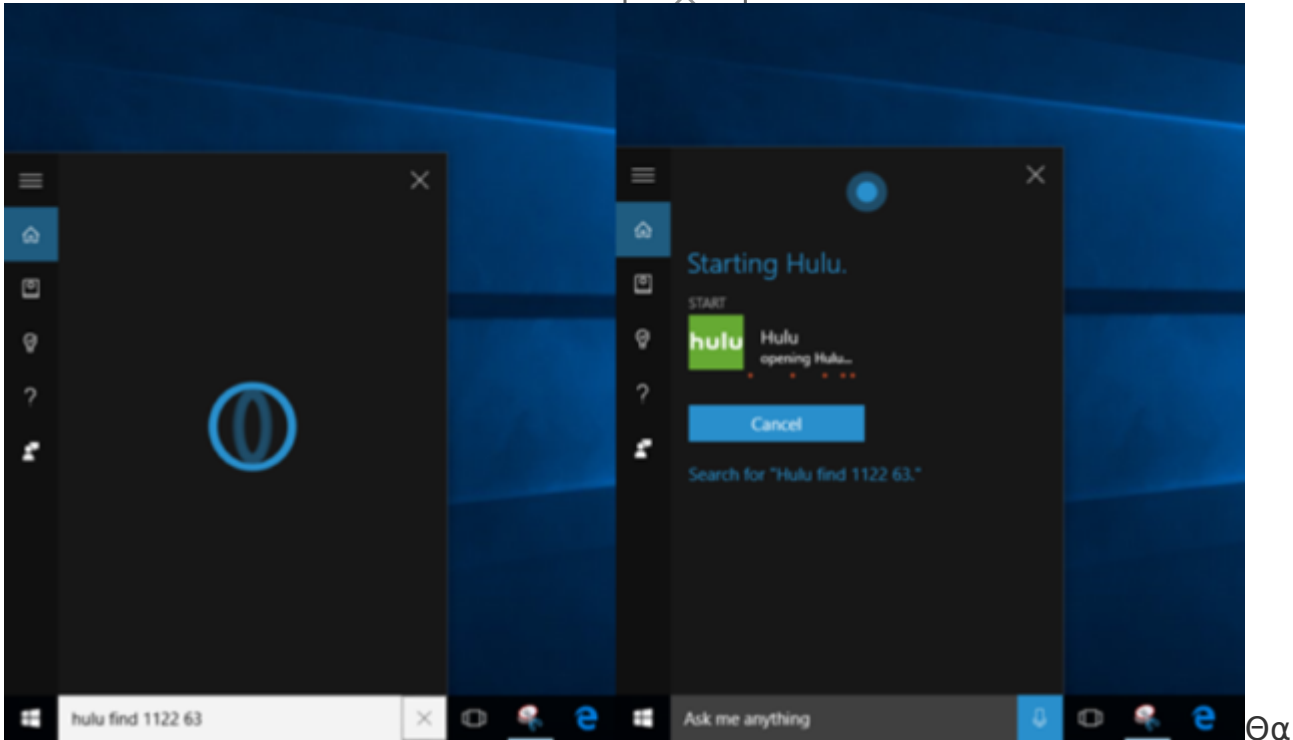 hulu find 1122 63
Starting Hulu.
START
hulu
Hulu
opening Hulu...
Cancel
Search for "Hulu find 1122 63."
?
?
Ask me anything
Θα